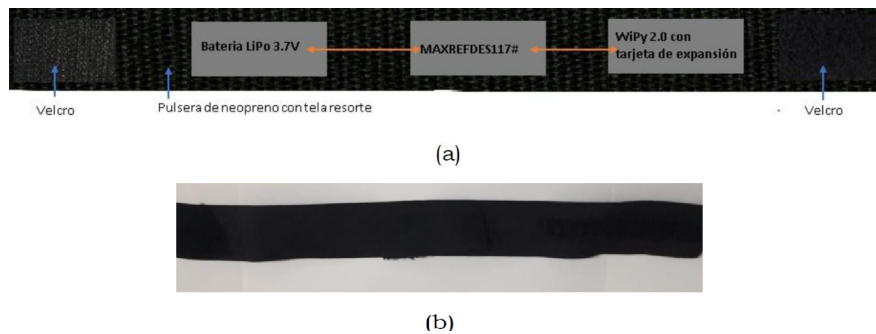 Bateria LiPo 3.7V
MAXREFDES117#
WiPy 2.0 con
tarjeta de expansión
Velcro
Pulsera de neopreno con tela resorte
Velcro
(a)
(b)